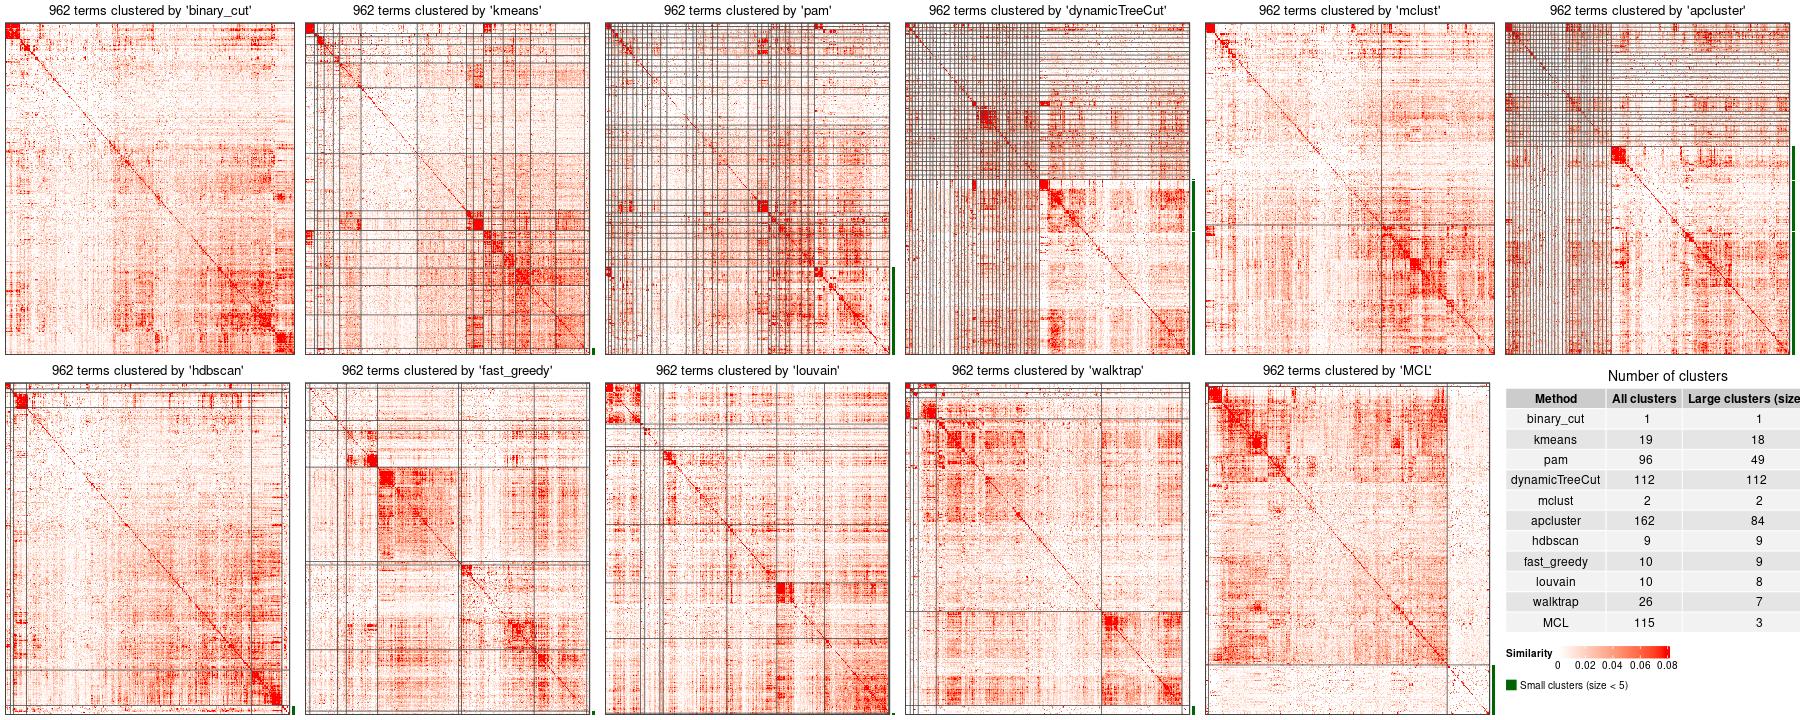 962 terms clustered by 'binary_cut'
962 terms clustered by 'kmeans'
962 terms clustered by 'pam'
962 terms clustered by 'dynamicTreeCut'
962 terms clustered by 'mclust'
962 terms clustered by 'apcluster'
962 terms clustered by 'hdbscan'
962 terms clustered by 'fast_greedy'
962 terms clustered by 'louvain'
962 terms clustered by 'walktrap'
962 terms clustered by 'MCL'
Number of clusters
Method All clusters Large clusters (size
binary_cut 1 1
kmeans 19 18
pam 96 49
dynamicTreeCut 112 112
mclust 2 2
apcluster 162 84
hdbscan 9 9
fast_greedy 10 9
louvain 10 8
walktrap 26 7
MCL 115 3
Similarity
0 0.02 0.04 0.06 0.08
Small clusters (size < 5)